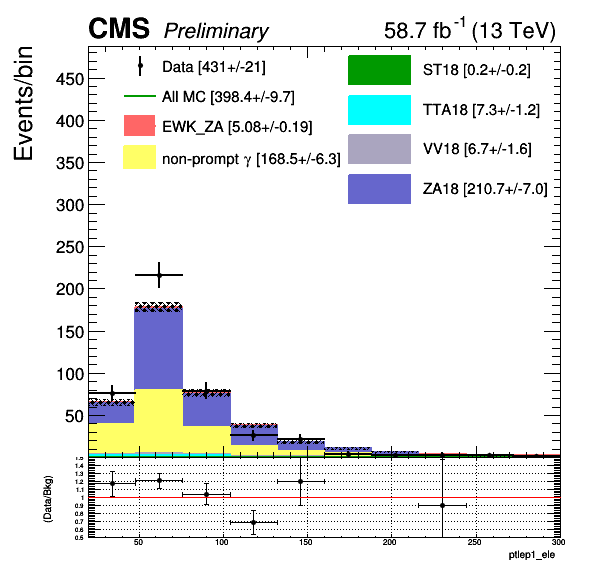 CMS Preliminary 58.7 fb⁻¹ (13 TeV)
Events/bin
450
400
350
300
250
200
150
100
50
Data [431+/-21]
All MC [398.4+/-9.7]
EWK_ZA [5.08+/-0.19]
non-prompt γ [168.5+/-6.3]
ST18 [0.2+/-0.2]
TTA18 [7.3+/-1.2]
VV18 [6.7+/-1.6]
ZA18 [210.7+/-7.0]
(Data/Bkg)
1.5
1.4
1.3
1.2
1.1
1
0.9
0.8
0.7
0.6
0.5
50 100 150 200 250 300
ptlep1_ele